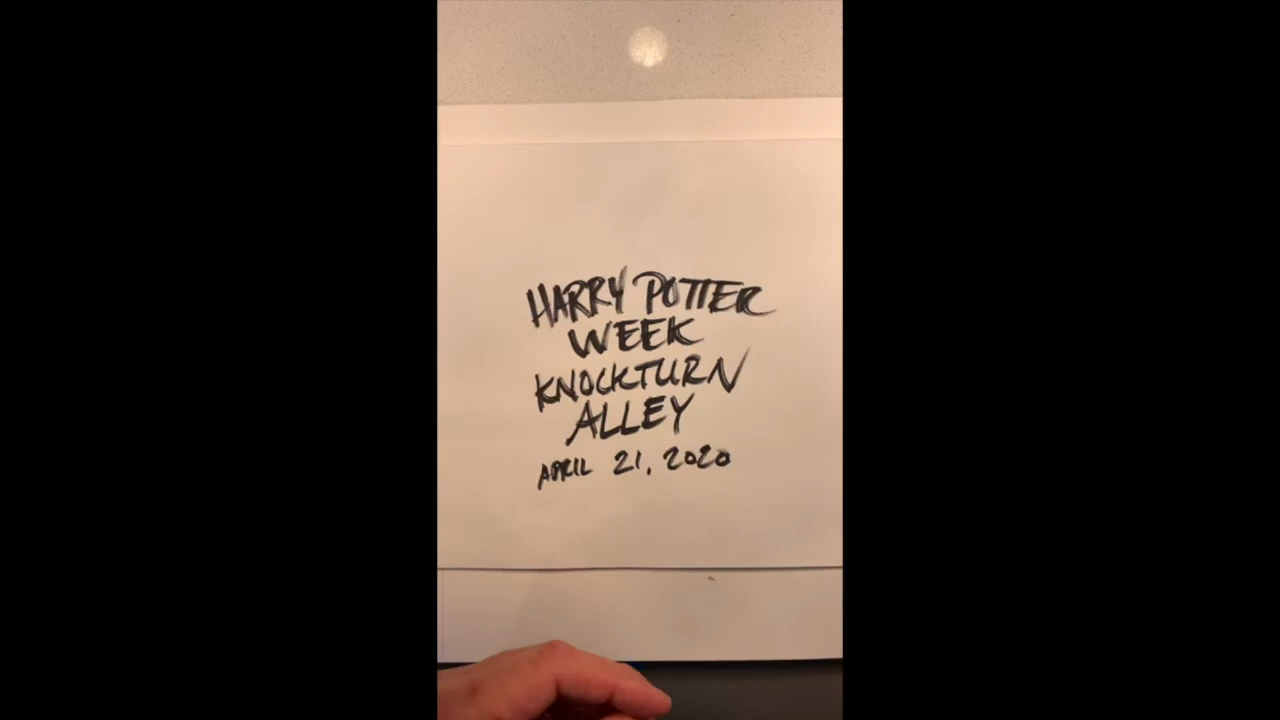 HARRY POTTER
WEEK
KNOCKTURN
ALLEY
APRIL 21, 2020